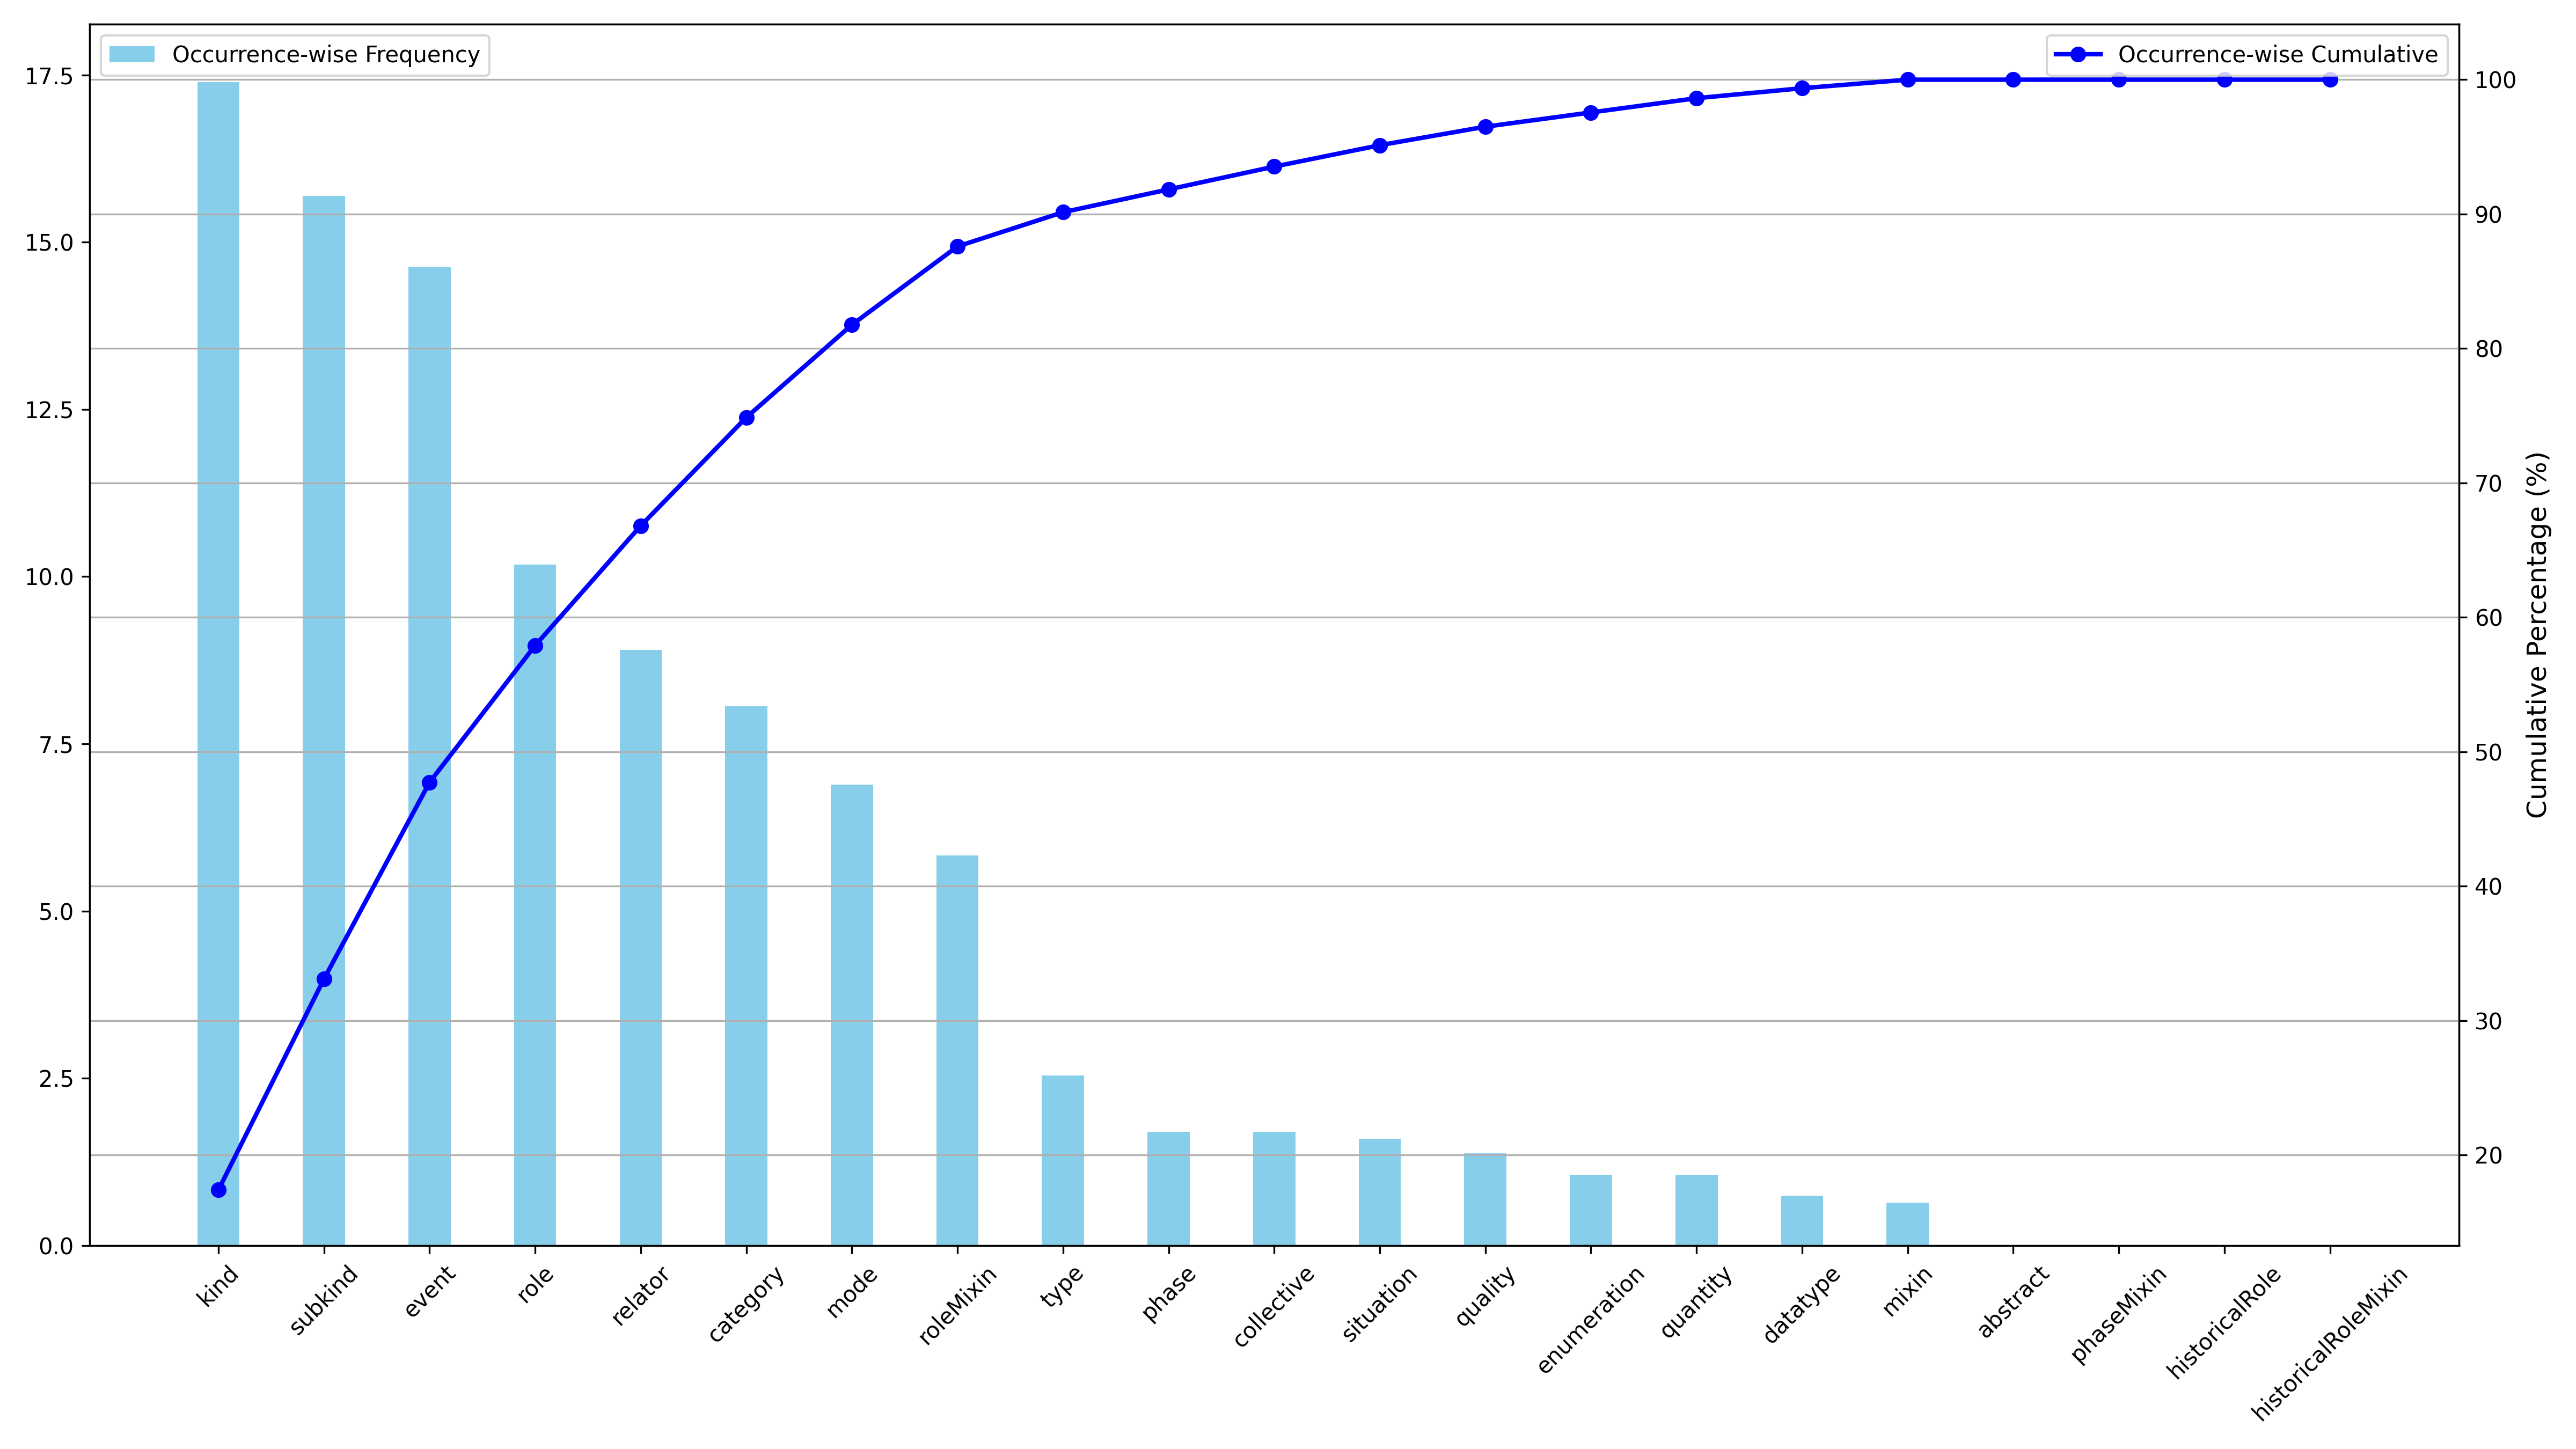 Occurrence-wise Frequency
Occurrence-wise Cumulative
17.5
15.0
12.5
10.0
7.5
5.0
2.5
0.0
100
90
80
70
60
50
40
30
20
Cumulative Percentage (%)
kind
subkind
event
role
relator
category
mode
roleMixin
type
phase
collective
situation
quality
enumeration
quantity
datatype
mixin
abstract
phaseMixin
historicalRole
historicalRoleMixin